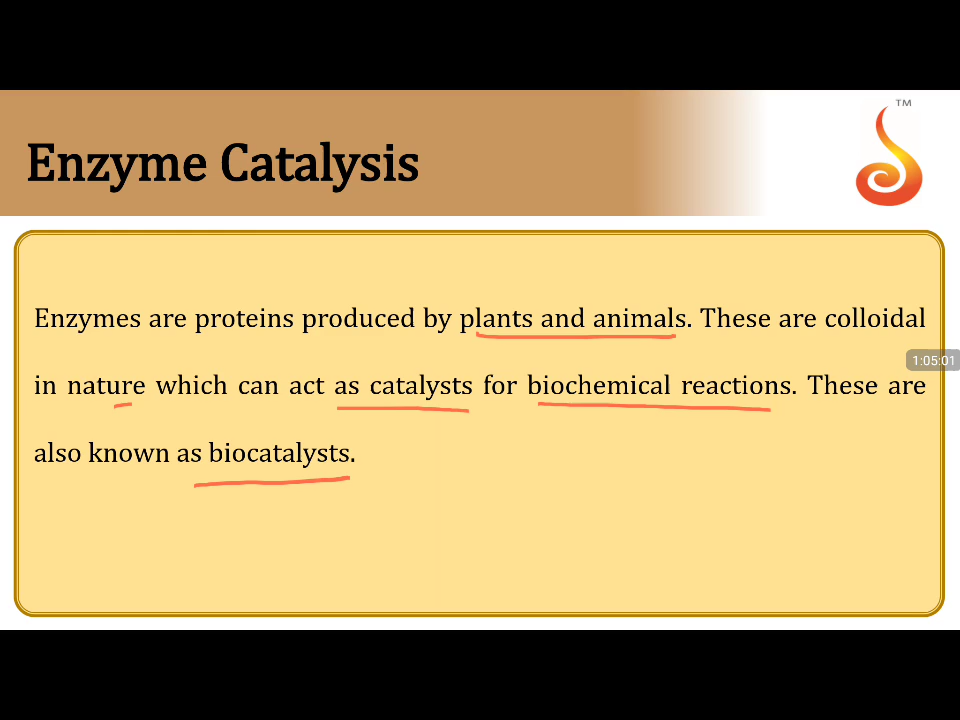 TM
Enzyme Catalysis
Enzymes are proteins produced by plants and animals. These are colloidal
1:05:01
in nature which can act as catalysts for biochemical reactions. These are
also known as biocatalysts.